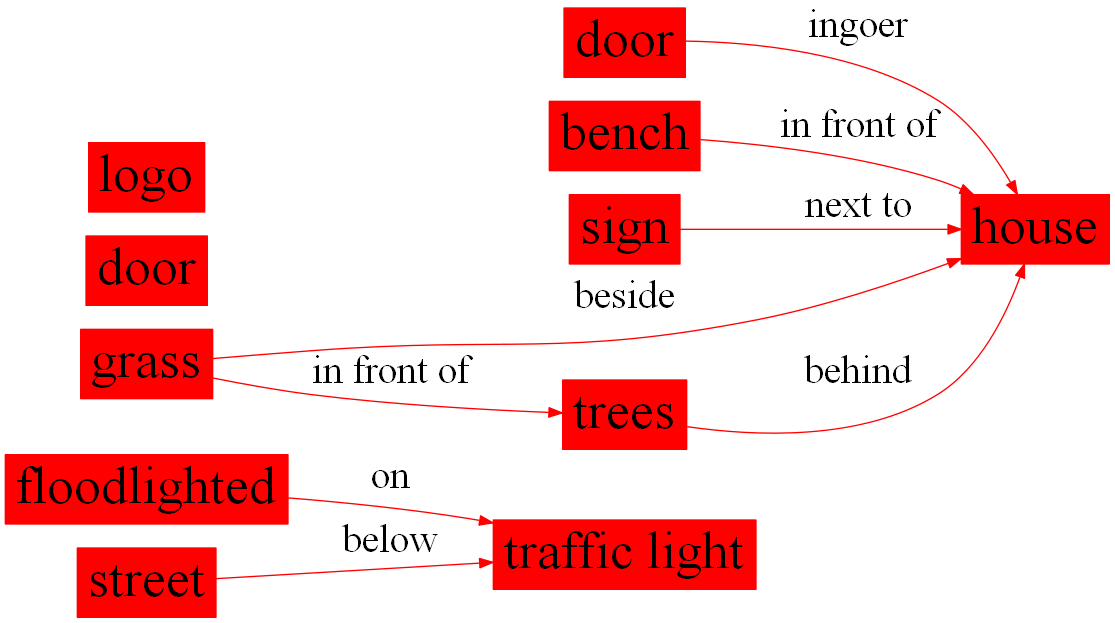 door
ingoer
bench
in front of
logo
sign
next to
house
door
beside
grass
in front of
trees
behind
floodlighted
on
below
traffic light
street